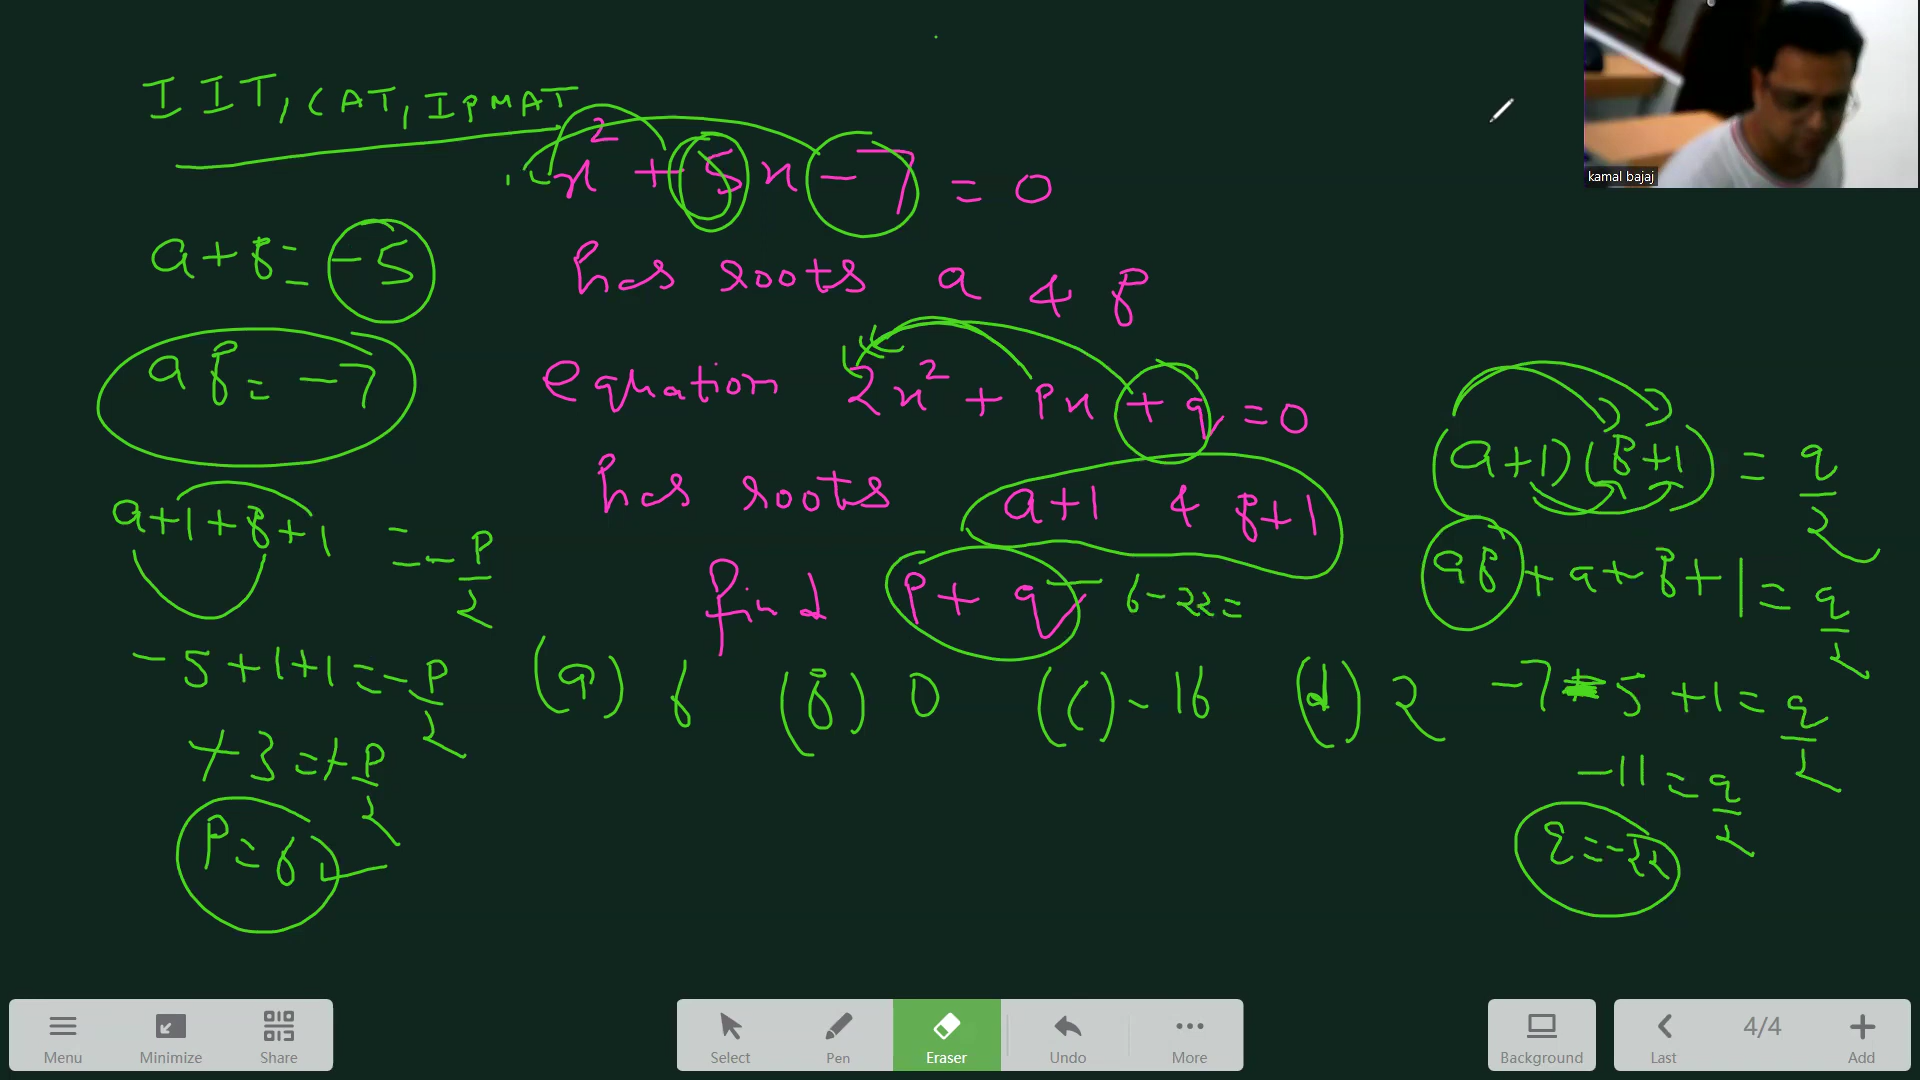 IIT, CAT, IPMAT
x² + 5x - 7 = 0
has roots a & b
equation 2x² + px + q = 0
has roots a+1 & b+1
find p + q 6 - 22 =
(a) 6 (b) 0 (c) - 16 (d) 2
a + b = -5
ab = -7
a+1+b+1 = -p/2
-5+1+1 = -p/2
+3 = +p/2
P = 6
(a+1)(b+1) = q/2
ab + a + b + 1 = q/2
-7 - 5 + 1 = q/2
-11 = q/2
q = -22
kamal bajaj
Menu Minimize Share Select Pen Eraser Undo More Background Last 4/4 Add